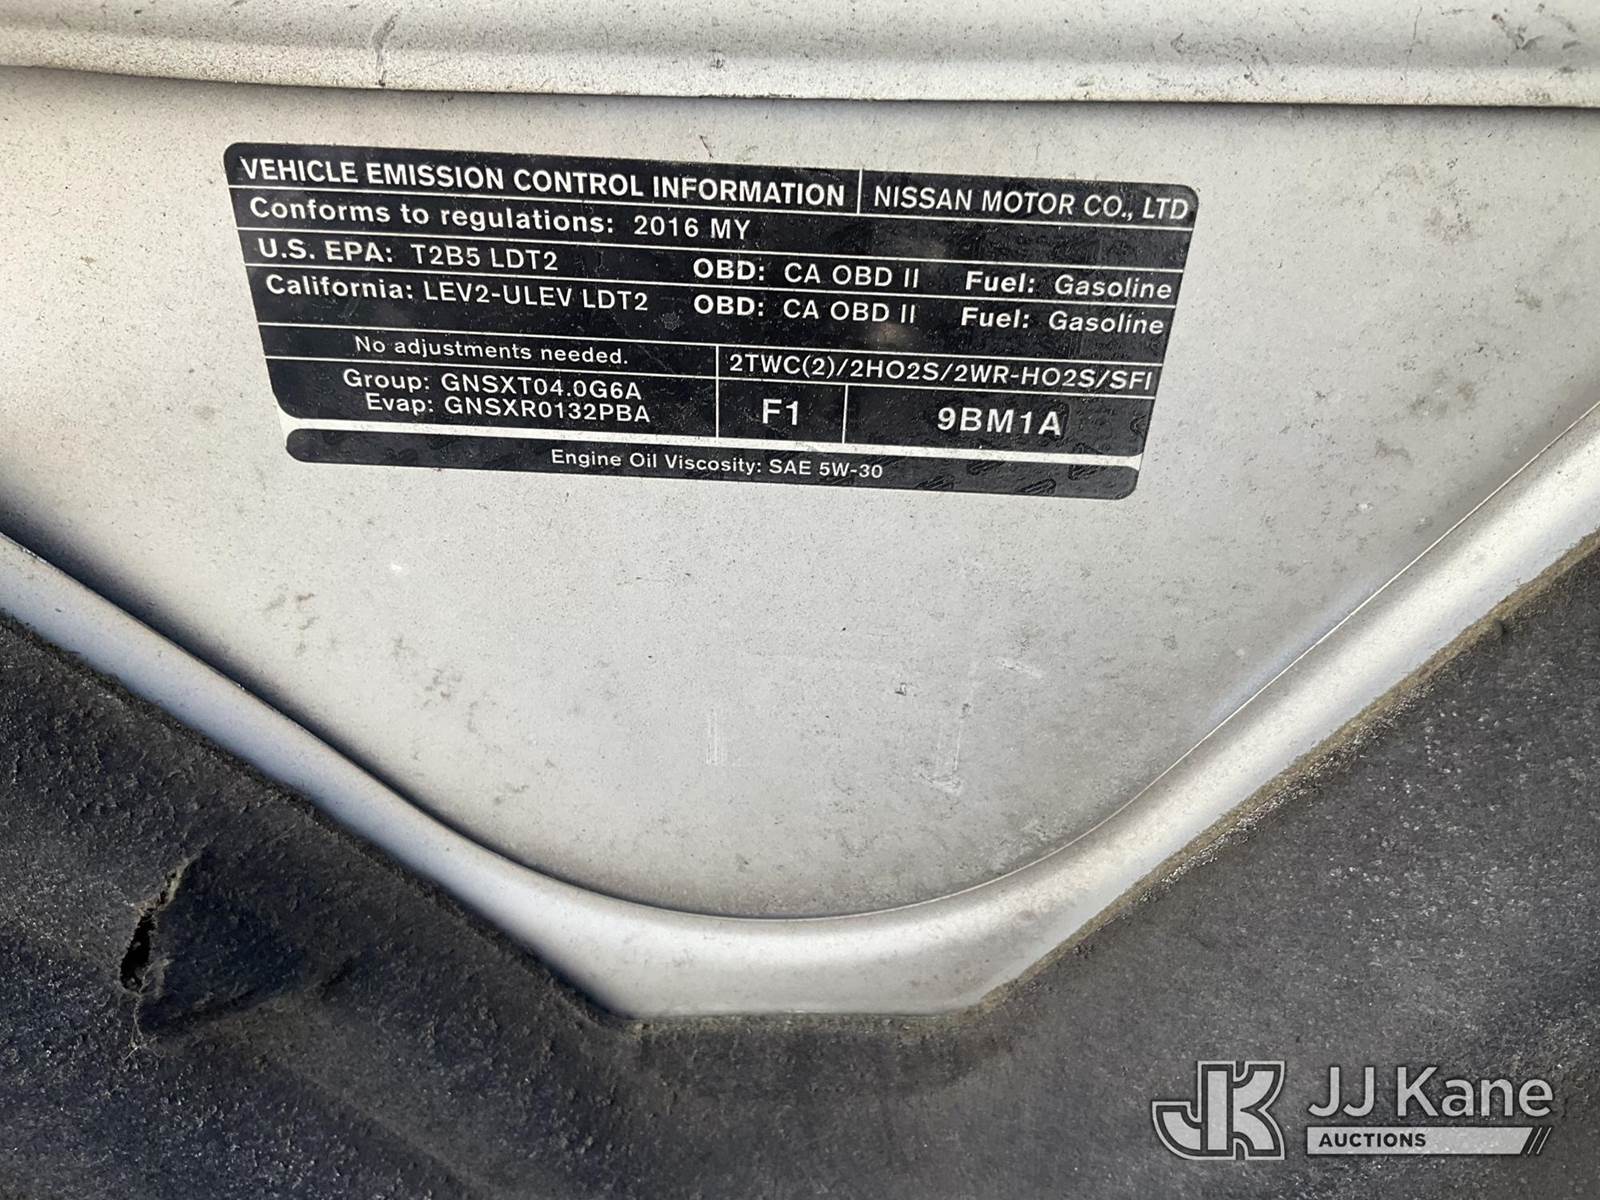 VEHICLE EMISSION CONTROL INFORMATION NISSAN MOTOR CO., LTD
Conforms to regulations: 2016 MY
U.S. EPA: T2B5 LDT2 OBD: CA OBD II Fuel: Gasoline
California: LEV2-ULEV LDT2 OBD: CA OBD II Fuel: Gasoline
No adjustments needed. 2TWC(2)/2HO2S/2WR-HO2S/SFI
Group: GNSXT04.0G6A
Evap: GNSXR0132PBA F1 9BM1A
Engine Oil Viscosity: SAE 5W-30
JK JJ Kane
AUCTIONS